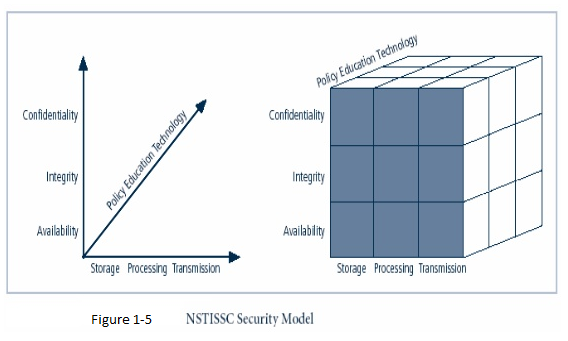 Confidentiality
Integrity
Availability
Policy Education Technology
Storage Processing Transmission
Policy Education Technology
Confidentiality
Integrity
Availability
Storage Processing Transmission
Figure 1-5 NSTISSC Security Model